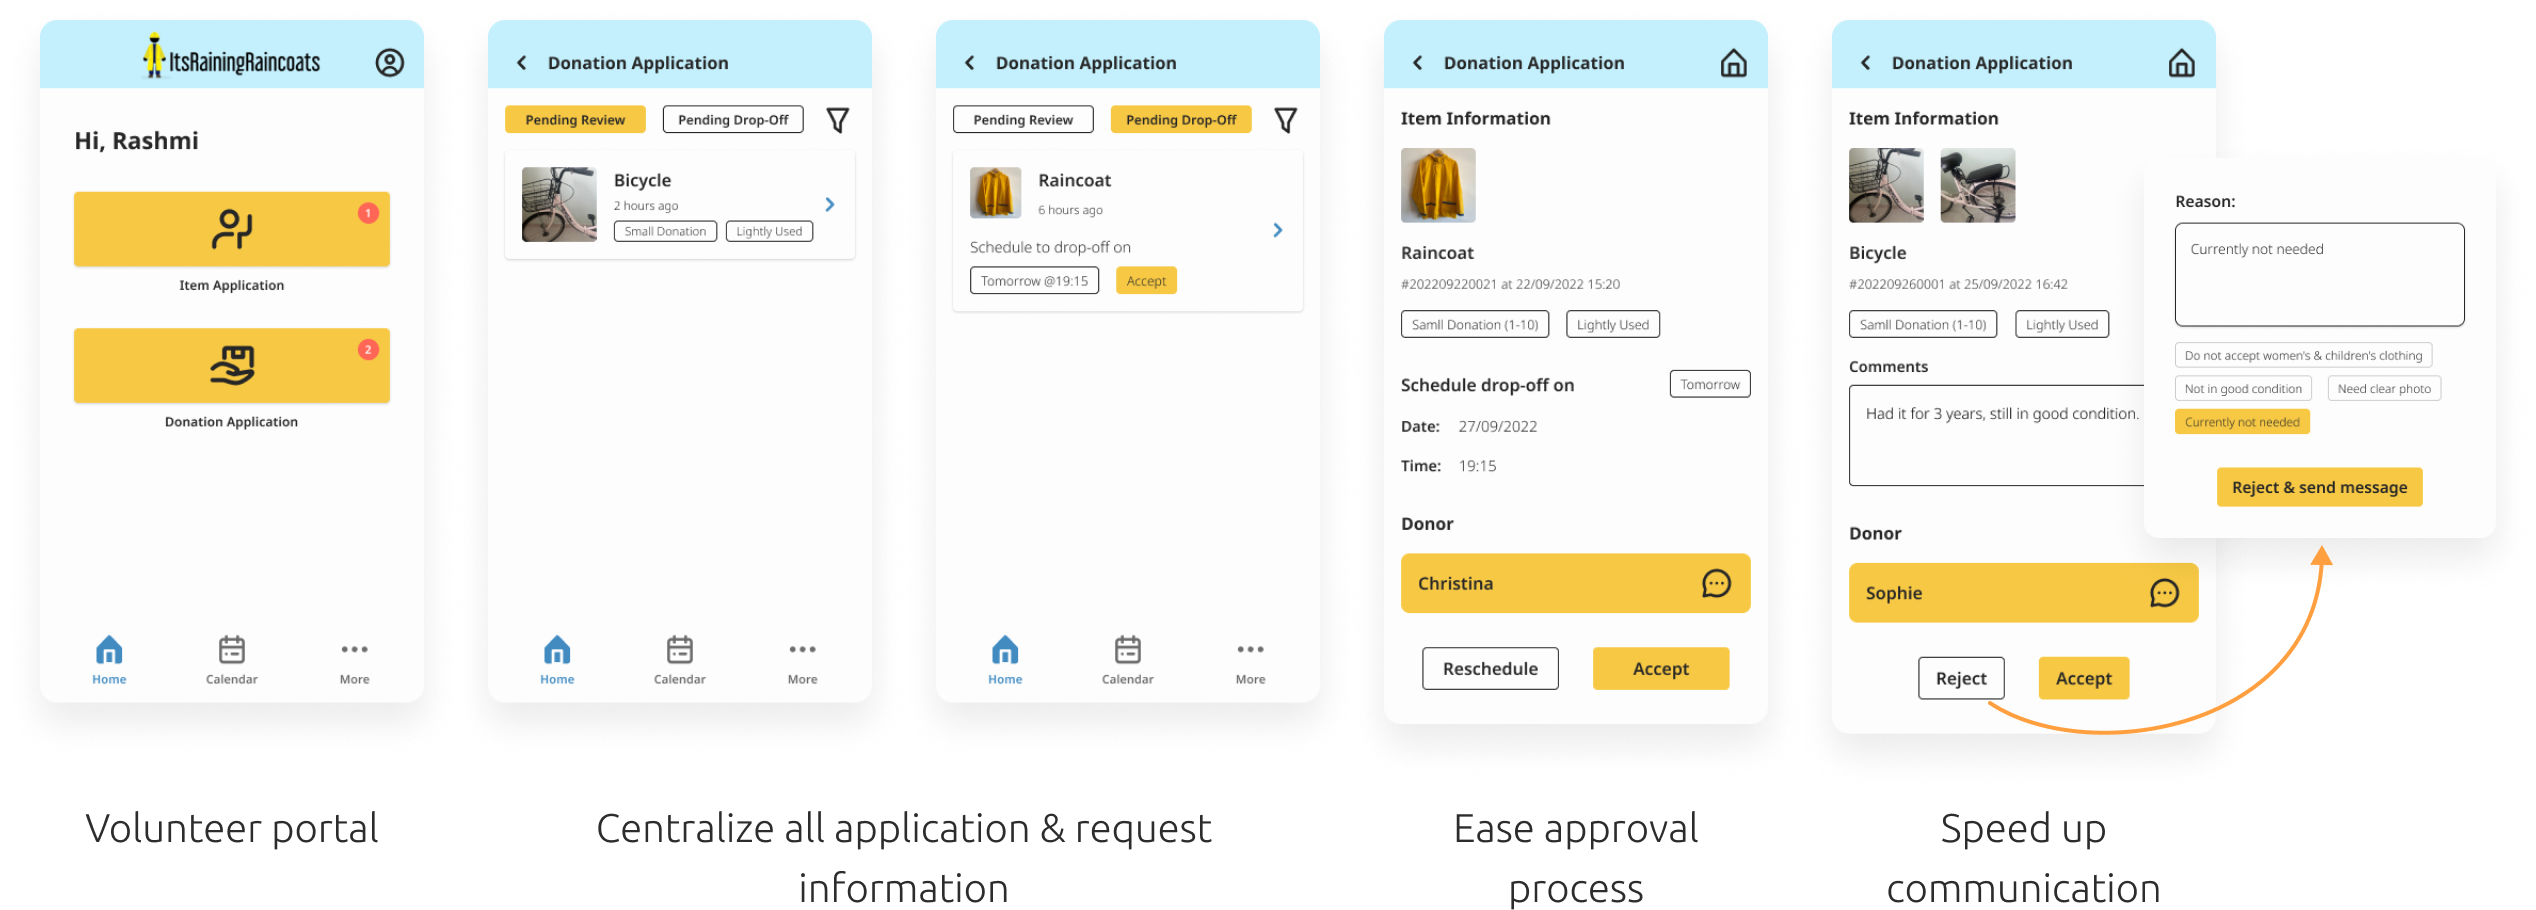 ItsRainingRaincoats
Hi, Rashmi
1
Item Application
2
Donation Application
Home
Calendar
More
Donation Application
Pending Review
Pending Drop-Off
Bicycle
2 hours ago
Small Donation
Lightly Used
Home
Calendar
More
Donation Application
Pending Review
Pending Drop-Off
Raincoat
6 hours ago
Schedule to drop-off on
Tomorrow @19:15
Accept
Home
Calendar
More
Donation Application
Item Information
Raincoat
#202209220021 at 22/09/2022 15:20
Samll Donation (1-10)
Lightly Used
Schedule drop-off on
Tomorrow
Date: 27/09/2022
Time: 19:15
Donor
Christina
Reschedule
Accept
Donation Application
Item Information
Bicycle
#202209260001 at 25/09/2022 16:42
Samll Donation (1-10)
Lightly Used
Comments
Had it for 3 years, still in good condition.
Donor
Sophie
Reject
Accept
Reason:
Currently not needed
Do not accept women's & children's clothing
Not in good condition
Need clear photo
Currently not needed
Reject & send message
Volunteer portal
Centralize all application & request
information
Ease approval
process
Speed up
communication